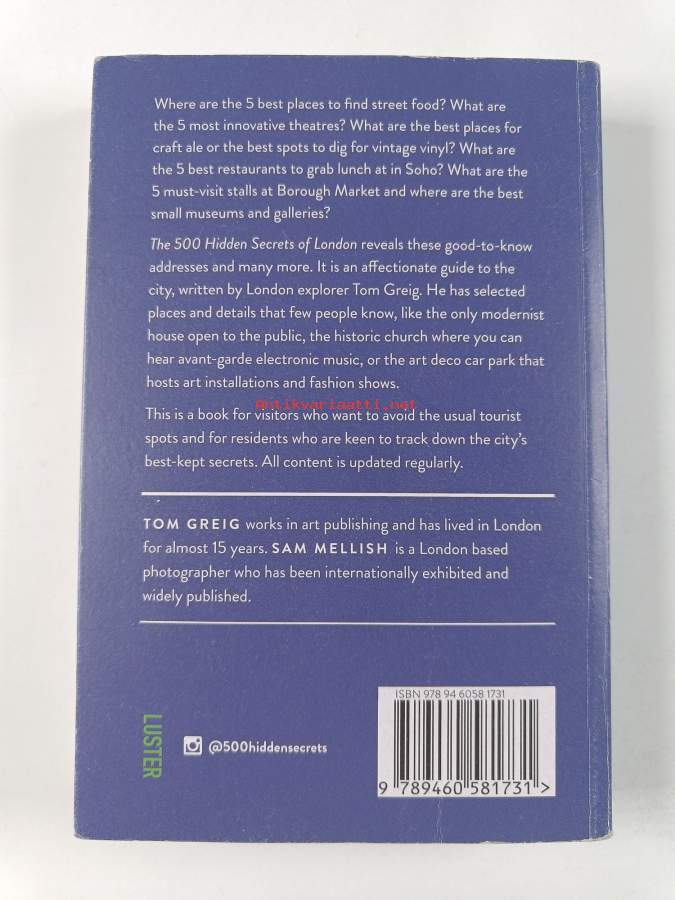 Where are the 5 best places to find street food? What are
the 5 most innovative theatres? What are the best places for
craft ale or the best spots to dig for vintage vinyl? What are
the 5 best restaurants to grab lunch at in Soho? What are the
5 must-visit stalls at Borough Market and where are the best
small museums and galleries?
The 500 Hidden Secrets of London reveals these good-to-know
addresses and many more. It is an affectionate guide to the
city, written by London explorer Tom Greig. He has selected
places and details that few people know, like the only modernist
house open to the public, the historic church where you can
hear avant-garde electronic music, or the art deco car park that
hosts art installations and fashion shows.
Antikvariaatti.net
This is a book for visitors who want to avoid the usual tourist
spots and for residents who are keen to track down the city's
best-kept secrets. All content is updated regularly.
TOM GREIG works in art publishing and has lived in London
for almost 15 years. SAM MELLISH is a London based
photographer who has been internationally exhibited and
widely published.
LUSTER
@500hiddensecrets
ISBN 978 94 6058 1731
9 789460 581731 >